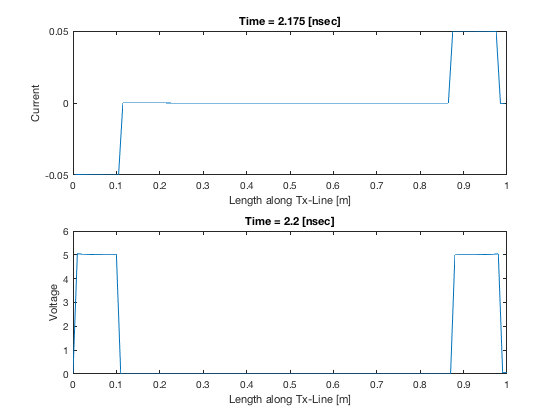 Time = 2.175 [nsec]
0.05
0
-0.05
Current
0 0.1 0.2 0.3 0.4 0.5 0.6 0.7 0.8 0.9 1
Length along Tx-Line [m]
Time = 2.2 [nsec]
6
5
4
3
2
1
0
Voltage
0 0.1 0.2 0.3 0.4 0.5 0.6 0.7 0.8 0.9 1
Length along Tx-Line [m]